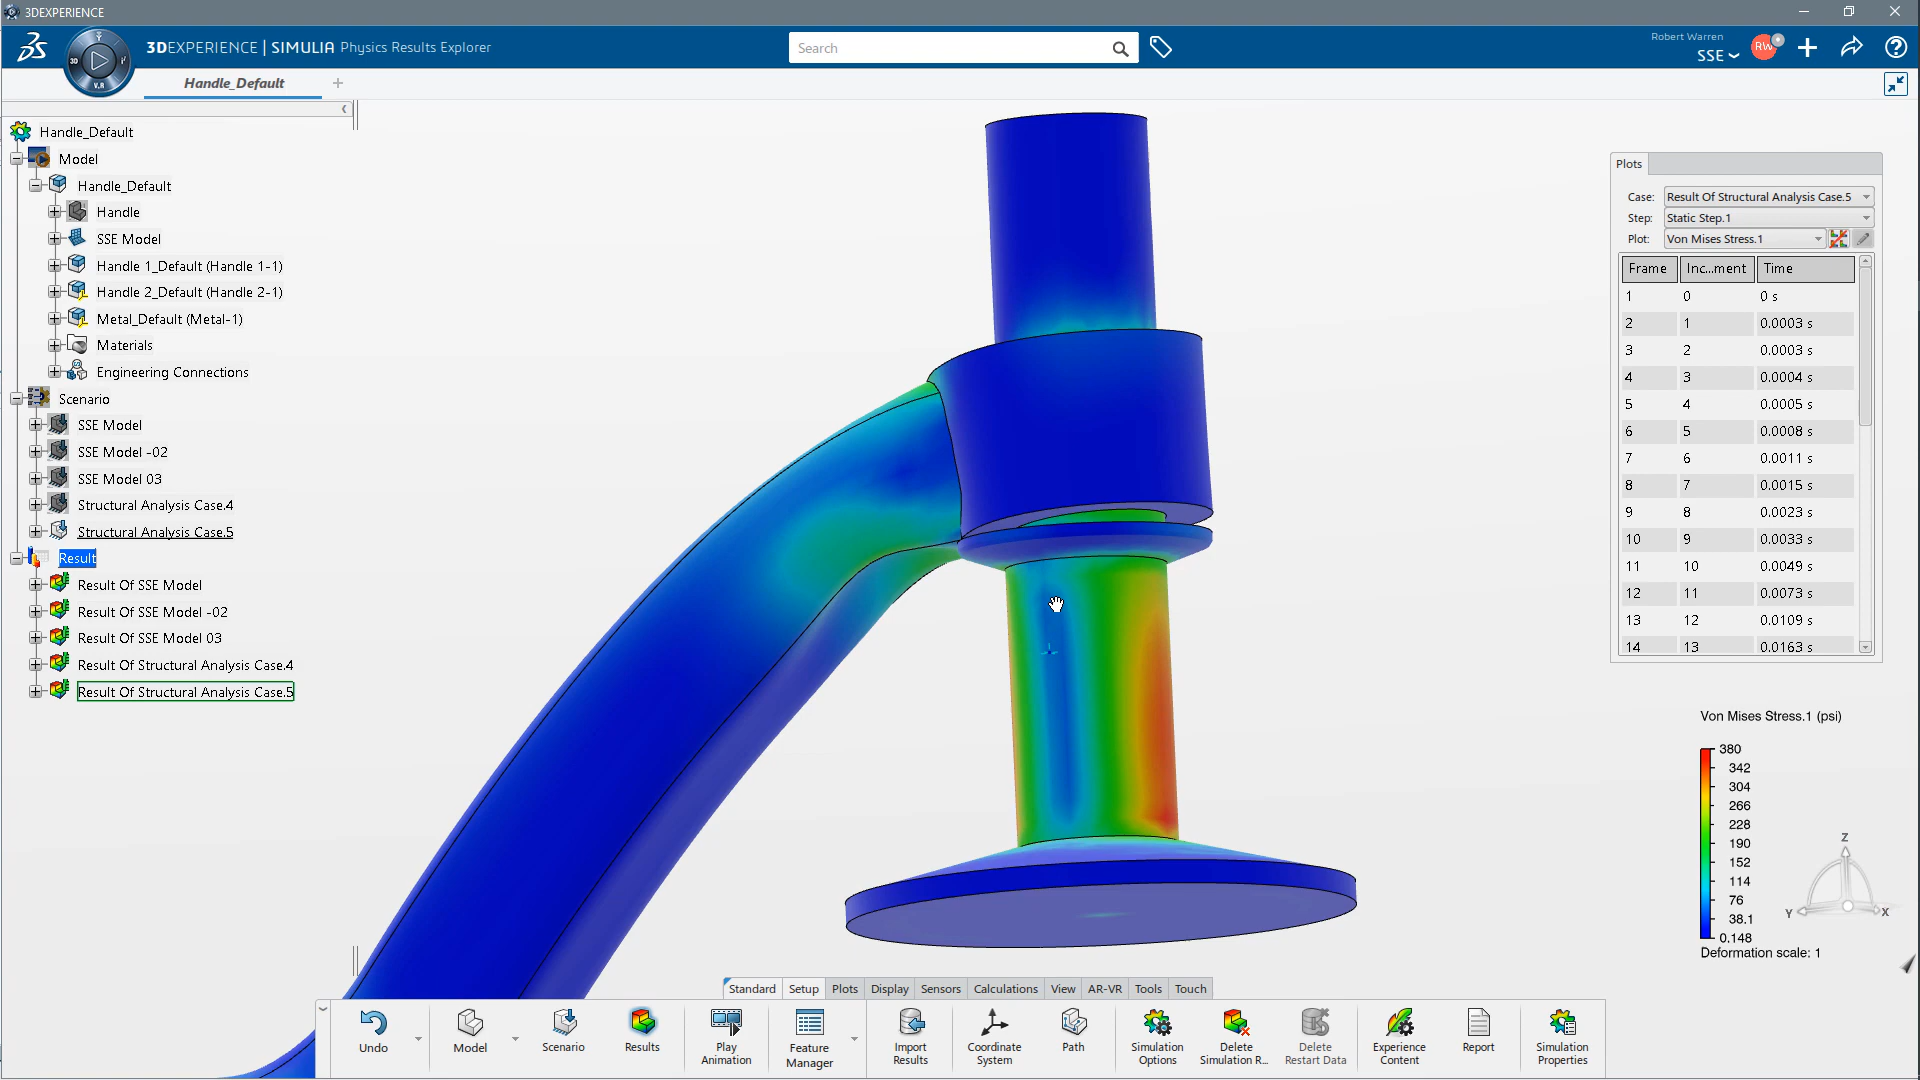 3DEXPERIENCE
3DEXPERIENCE | SIMULIA Physics Results Explorer
3D
V.R
Search
Robert Warren
SSE
RW
Handle_Default
Handle_Default
Model
Handle_Default
Handle
SSE Model
Handle 1_Default (Handle 1-1)
Handle 2_Default (Handle 2-1)
Metal_Default (Metal-1)
Materials
Engineering Connections
Scenario
SSE Model
SSE Model -02
SSE Model 03
Structural Analysis Case.4
Structural Analysis Case.5
Result
Result Of SSE Model
Result Of SSE Model -02
Result Of SSE Model 03
Result Of Structural Analysis Case.4
Result Of Structural Analysis Case.5
Plots
Case: Result Of Structural Analysis Case.5
Step: Static Step.1
Plot: Von Mises Stress.1
Frame Inc...ment Time
1 0 0 s
2 1 0.0003 s
3 2 0.0003 s
4 3 0.0004 s
5 4 0.0005 s
6 5 0.0008 s
7 6 0.0011 s
8 7 0.0015 s
9 8 0.0023 s
10 9 0.0033 s
11 10 0.0049 s
12 11 0.0073 s
13 12 0.0109 s
14 13 0.0163 s
Von Mises Stress.1 (psi)
380
342
304
266
228
190
152
114
76
38.1
0.148
Deformation scale: 1
Z
Y
X
Standard Setup Plots Display Sensors Calculations View AR-VR Tools Touch
Undo
Model
Scenario
Results
Play
Animation
Feature
Manager
Import
Results
Coordinate
System
Path
Simulation
Options
Delete
Simulation R...
Delete
Restart Data
Experience
Content
Report
Simulation
Properties